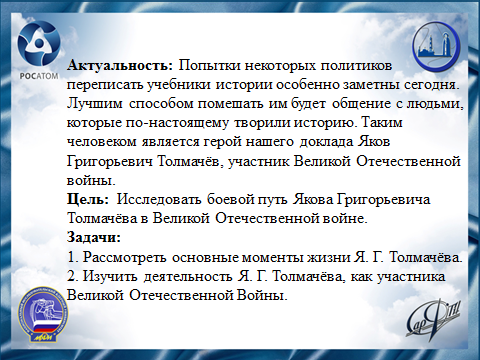 РОСАТОМ
Актуальность: Попытки некоторых политиков
переписать учебники истории особенно заметны сегодня.
Лучшим способом помешать им будет общение с людьми,
которые по-настоящему творили историю. Таким
человеком является герой нашего доклада Яков
Григорьевич Толмачёв, участник Великой Отечественной
войны.
Цель: Исследовать боевой путь Якова Григорьевича
Толмачёва в Великой Отечественной войне.
Задачи:
1. Рассмотреть основные моменты жизни Я. Г. Толмачёва.
2. Изучить деятельность Я. Г. Толмачёва, как участника
Великой Отечественной Войны.